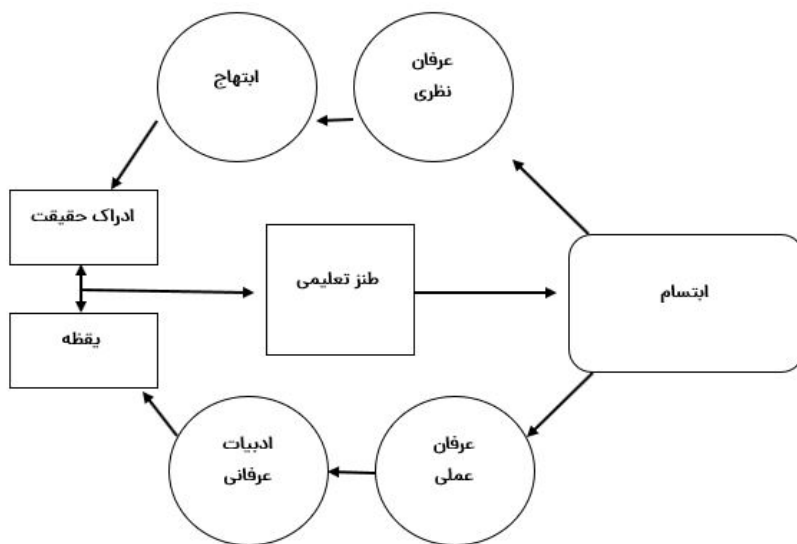 عرفان
نظری
ابتهاج
ادراک حقیقت
طنز تعلیمی
ابتسام
یقظه
عرفان
عملی
ادبیات
عرفانی